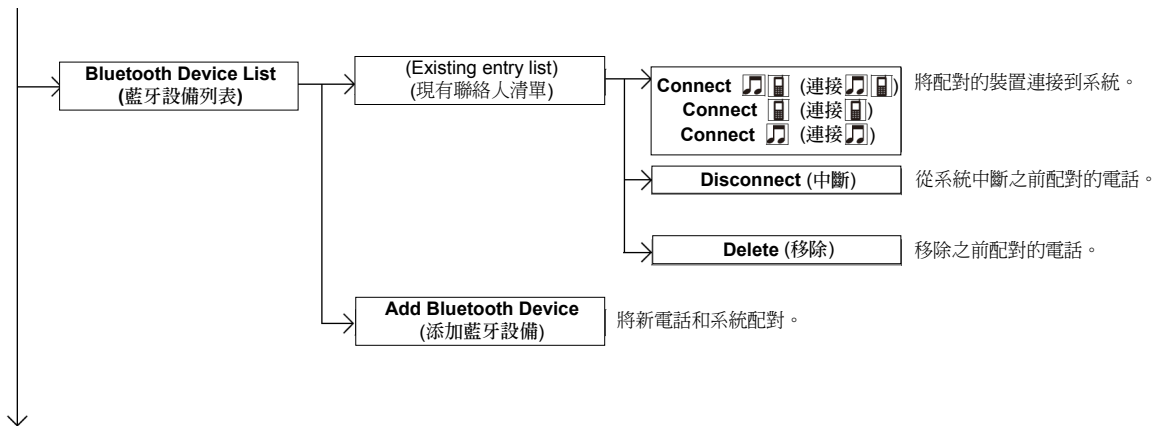 Bluetooth Device List
(藍牙設備列表)
(Existing entry list)
(現有聯絡人清單)
Connect (連接)
Connect (連接)
Connect (連接)
將配對的裝置連接到系統。
Disconnect (中斷)
從系統中斷之前配對的電話。
Delete (移除)
移除之前配對的電話。
Add Bluetooth Device
(添加藍牙設備)
將新電話和系統配對。